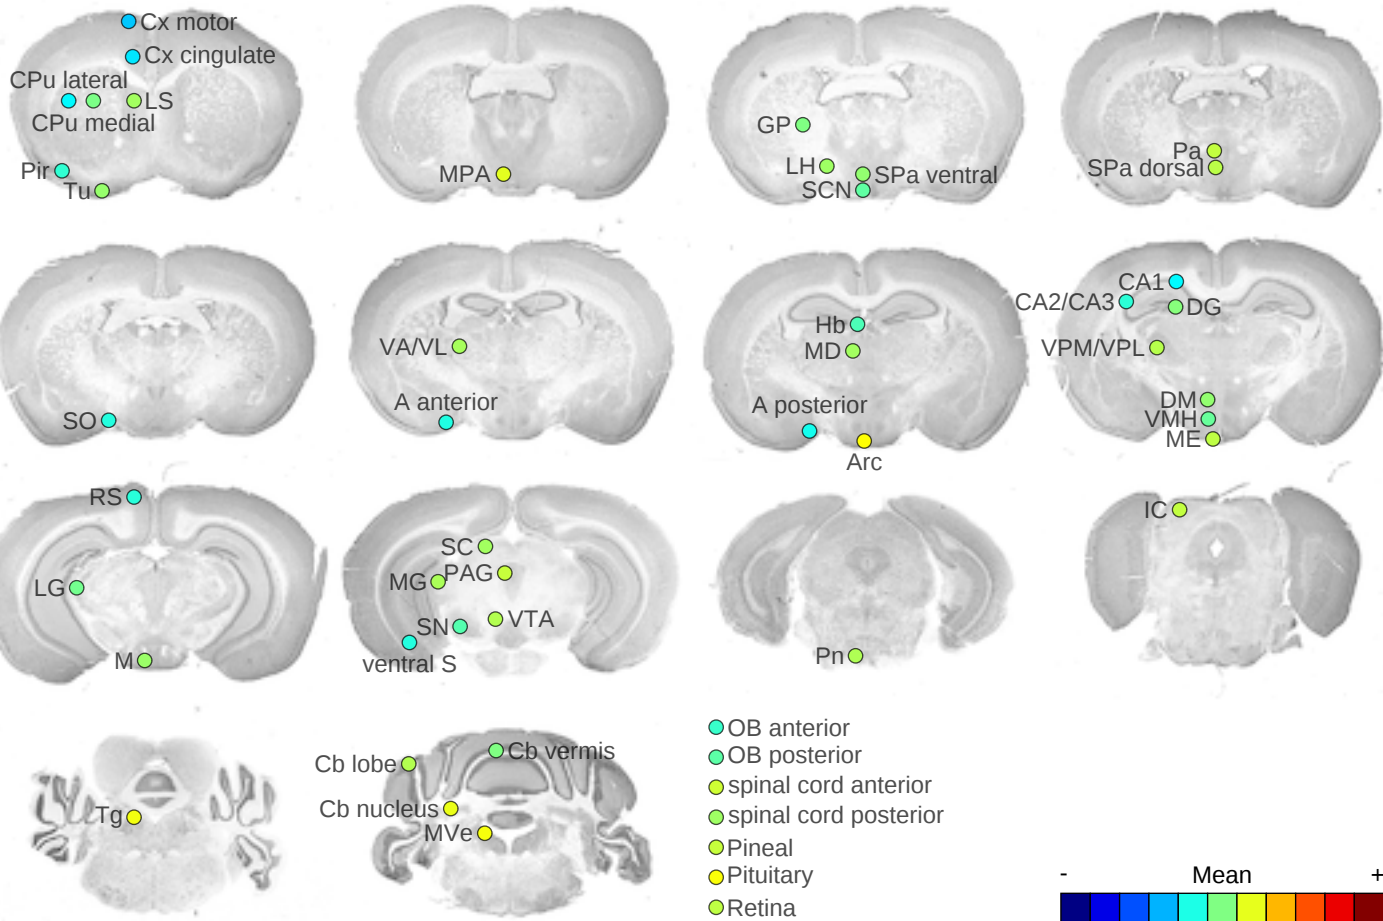 Cx motor
Cx cingulate
CPu lateral
LS
CPu medial
Pir
Tu
MPA
GP
LH
SPa ventral
SCN
Pa
SPa dorsal
SO
VA/VL
A anterior
Hb
MD
A posterior
Arc
CA1
CA2/CA3
DG
VPM/VPL
DM
VMH
ME
RS
LG
M
SC
PAG
MG
VTA
SN
ventral S
Pn
IC
Tg
Cb vermis
Cb lobe
Cb nucleus
MVe
OB anterior
OB posterior
spinal cord anterior
spinal cord posterior
Pineal
Pituitary
Retina
- Mean +